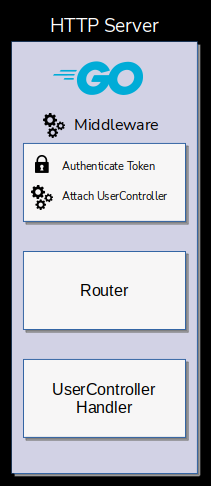 HTTP Server
GO
Middleware
Authenticate Token
Attach UserController
Router
UserController
Handler